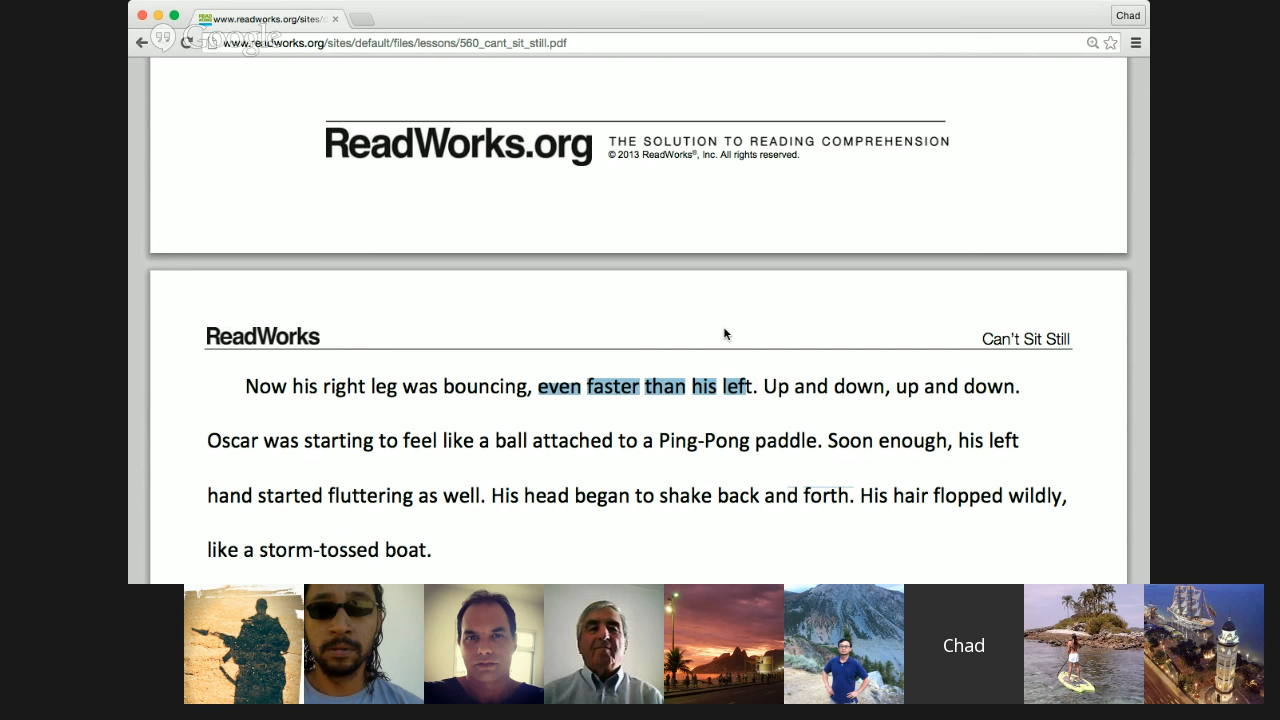 www.readworks.org/sites/
Chad
Google
www.readworks.org/sites/default/files/lessons/560_cant_sit_still.pdf
ReadWorks.org THE SOLUTION TO READING COMPREHENSION
© 2013 ReadWorks®, Inc. All rights reserved.
ReadWorks Can't Sit Still
Now his right leg was bouncing, even faster than his left. Up and down, up and down.
Oscar was starting to feel like a ball attached to a Ping-Pong paddle. Soon enough, his left
hand started fluttering as well. His head began to shake back and forth. His hair flopped wildly,
like a storm-tossed boat.
Chad